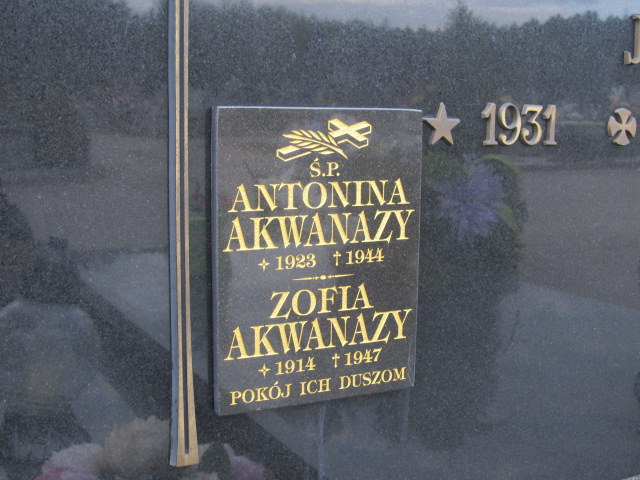 Ś.P.
ANTONINA
AKWANAZY
✧ 1923 † 1944
ZOFIA
AKWANAZY
✧ 1914 † 1947
POKÓJ ICH DUSZOM
★ 1931 ✠
J